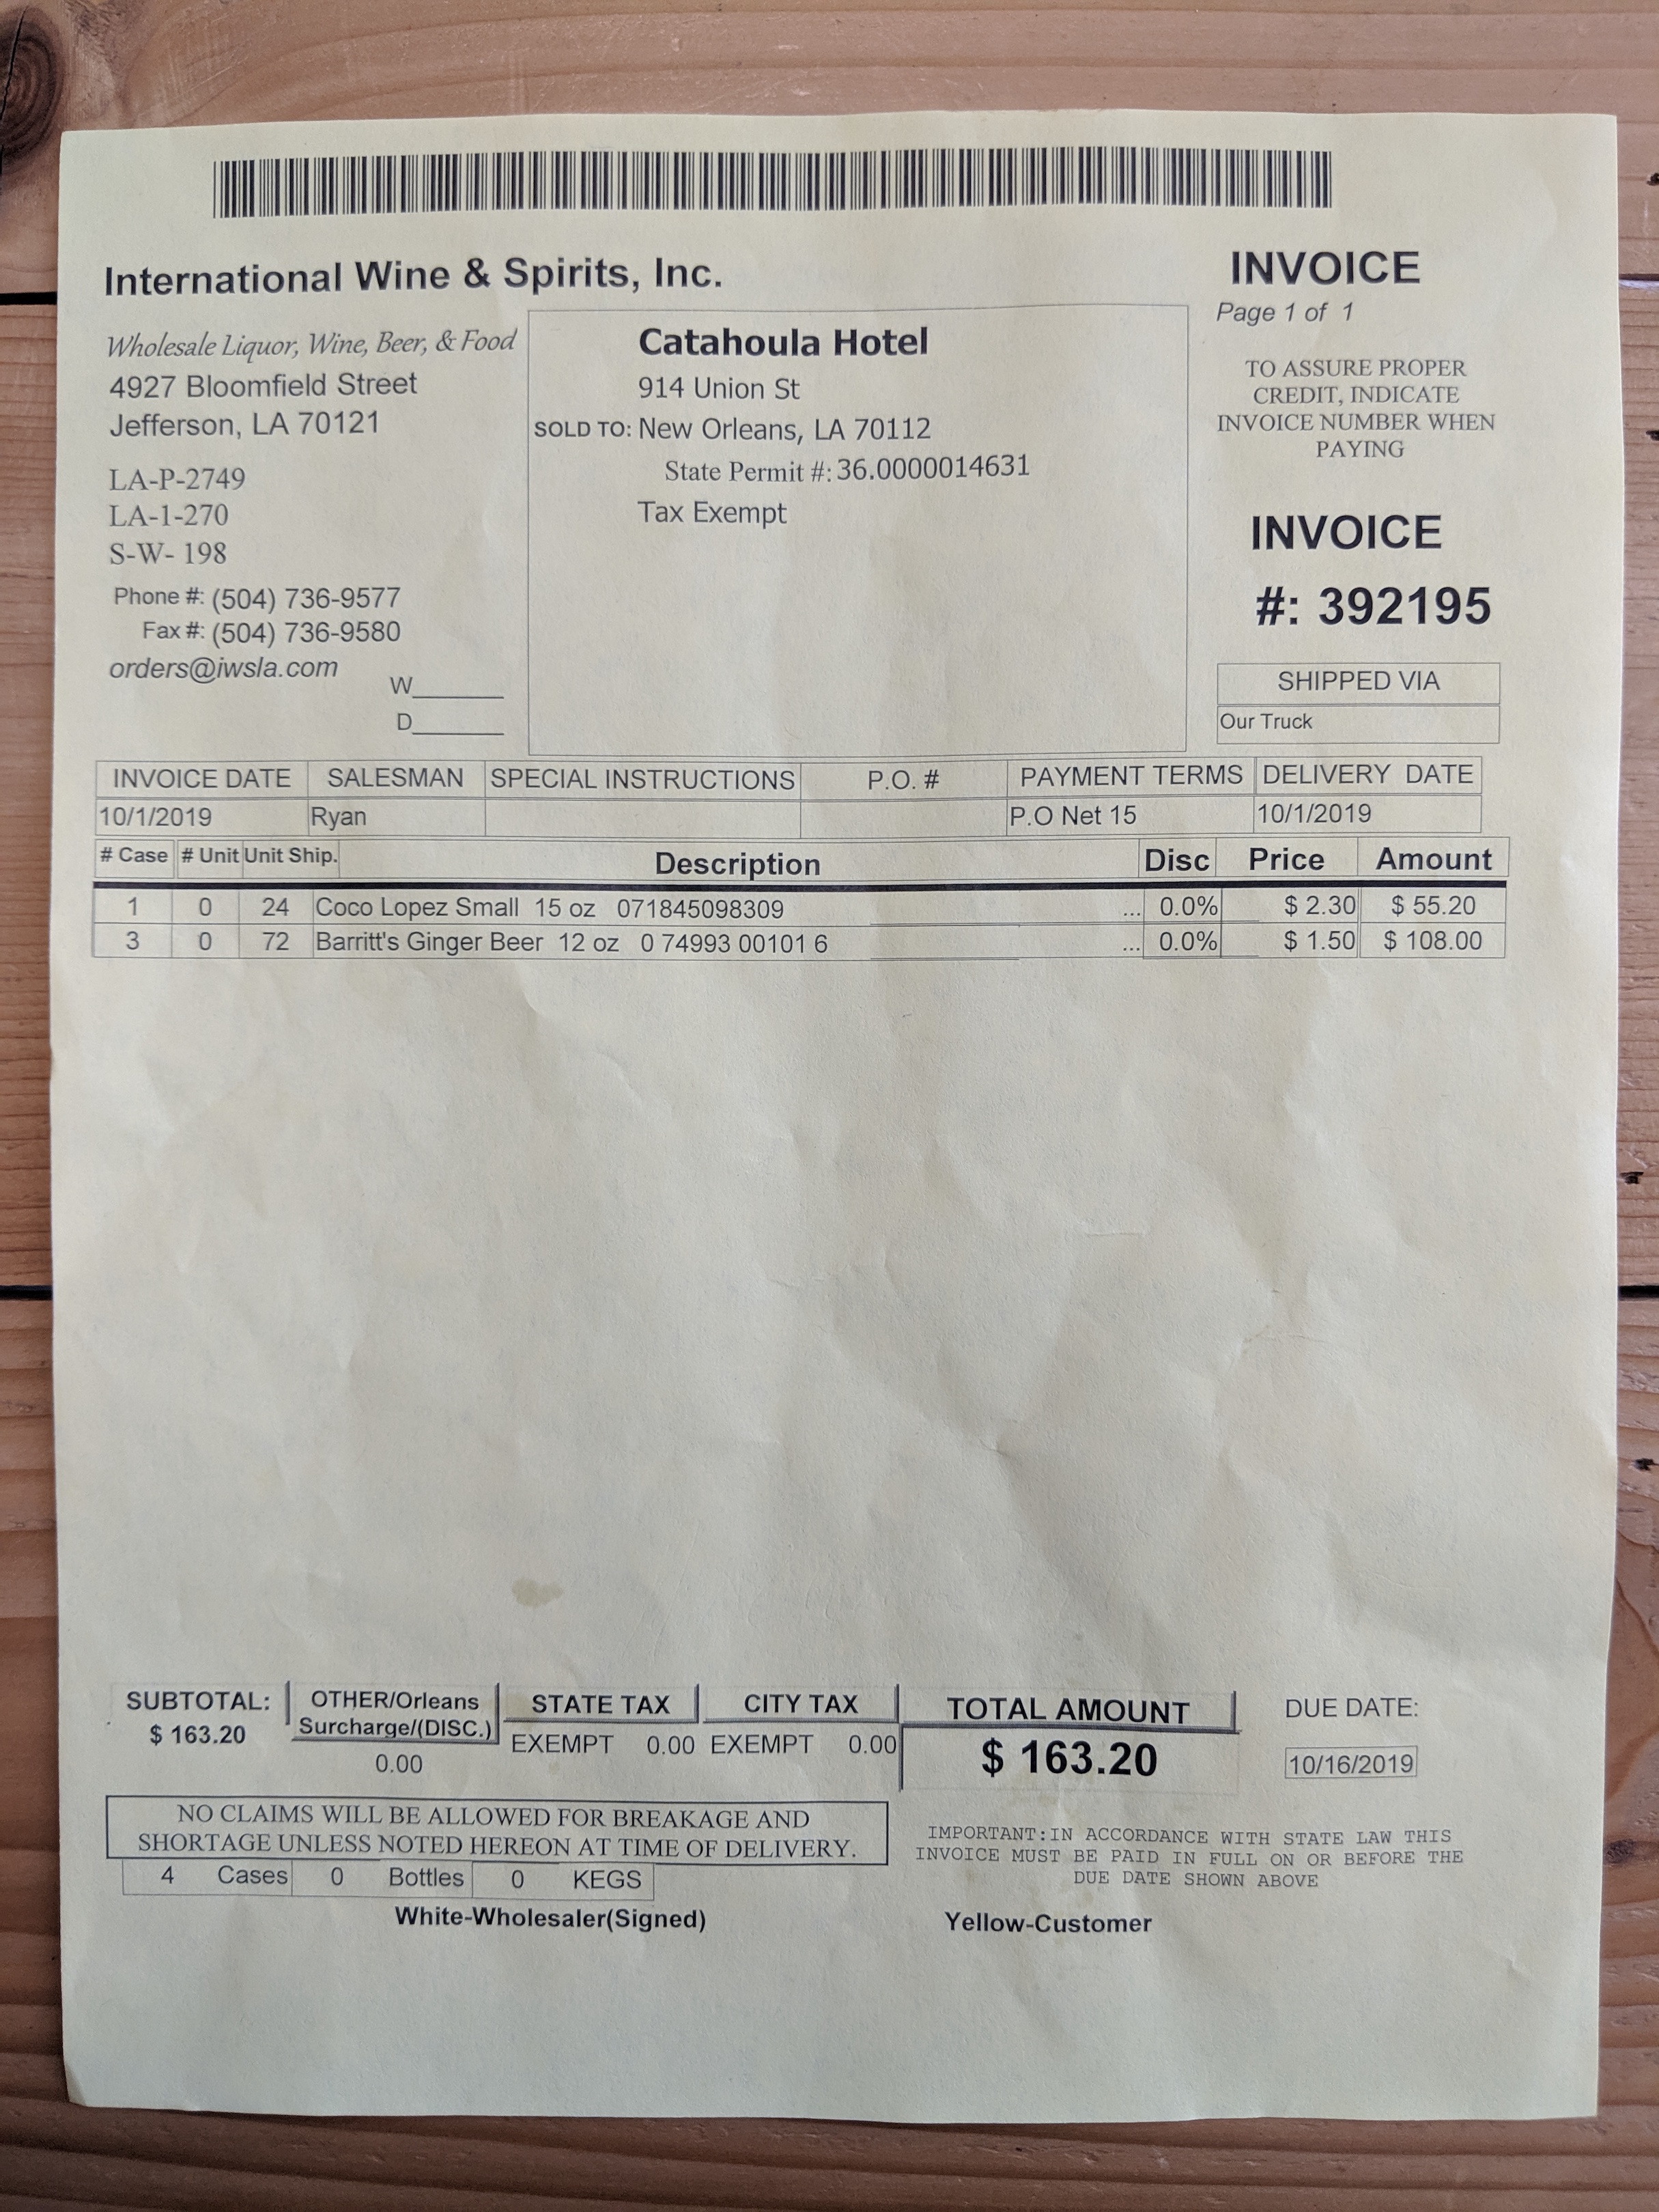 International Wine & Spirits, Inc.
Wholesale Liquor, Wine, Beer, & Food
4927 Bloomfield Street
Jefferson, LA 70121
LA-P-2749
LA-1-270
S-W- 198
Phone #: (504) 736-9577
Fax #: (504) 736-9580
orders@iwsla.com
W_______
D_______
Catahoula Hotel
914 Union St
SOLD TO: New Orleans, LA 70112
State Permit #: 36.0000014631
Tax Exempt
INVOICE
Page 1 of 1
TO ASSURE PROPER
CREDIT, INDICATE
INVOICE NUMBER WHEN
PAYING
INVOICE
#: 392195
SHIPPED VIA
Our Truck
INVOICE DATE SALESMAN SPECIAL INSTRUCTIONS P.O. # PAYMENT TERMS DELIVERY DATE
10/1/2019 Ryan P.O Net 15 10/1/2019
# Case # Unit Unit Ship. Description Disc Price Amount
1 0 24 Coco Lopez Small 15 oz 071845098309 ... 0.0% $ 2.30 $ 55.20
3 0 72 Barritt's Ginger Beer 12 oz 0 74993 00101 6 ... 0.0% $ 1.50 $ 108.00
SUBTOTAL:
$ 163.20
OTHER/Orleans
Surcharge/(DISC.)
0.00
STATE TAX
EXEMPT 0.00
CITY TAX
EXEMPT 0.00
TOTAL AMOUNT
$ 163.20
DUE DATE:
10/16/2019
NO CLAIMS WILL BE ALLOWED FOR BREAKAGE AND
SHORTAGE UNLESS NOTED HEREON AT TIME OF DELIVERY.
4 Cases 0 Bottles 0 KEGS
IMPORTANT:IN ACCORDANCE WITH STATE LAW THIS
INVOICE MUST BE PAID IN FULL ON OR BEFORE THE
DUE DATE SHOWN ABOVE
White-Wholesaler(Signed)
Yellow-Customer